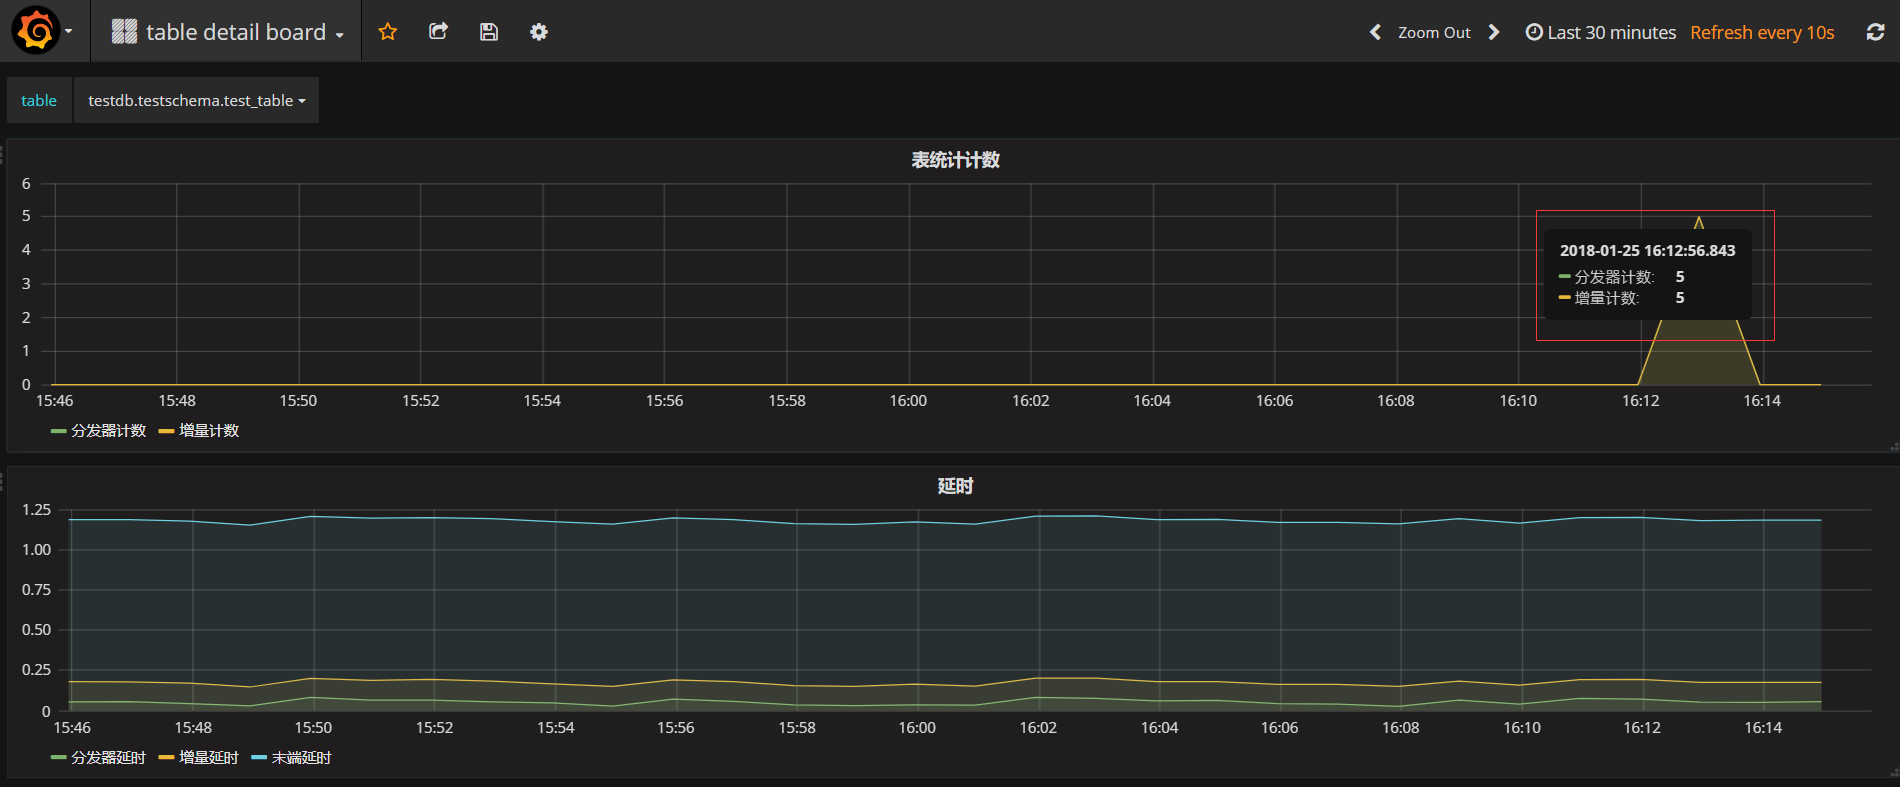 table detail board
Zoom Out
Last 30 minutes
Refresh every 10s
table
testdb.testschema.test_table
表统计计数
6
5
4
3
2
1
0
2018-01-25 16:12:56.843
分发器计数: 5
增量计数: 5
15:46 15:48 15:50 15:52 15:54 15:56 15:58 16:00 16:02 16:04 16:06 16:08 16:10 16:12 16:14
分发器计数 增量计数
延时
1.25
1.00
0.75
0.50
0.25
0
15:46 15:48 15:50 15:52 15:54 15:56 15:58 16:00 16:02 16:04 16:06 16:08 16:10 16:12 16:14
分发器延时 增量延时 末端延时